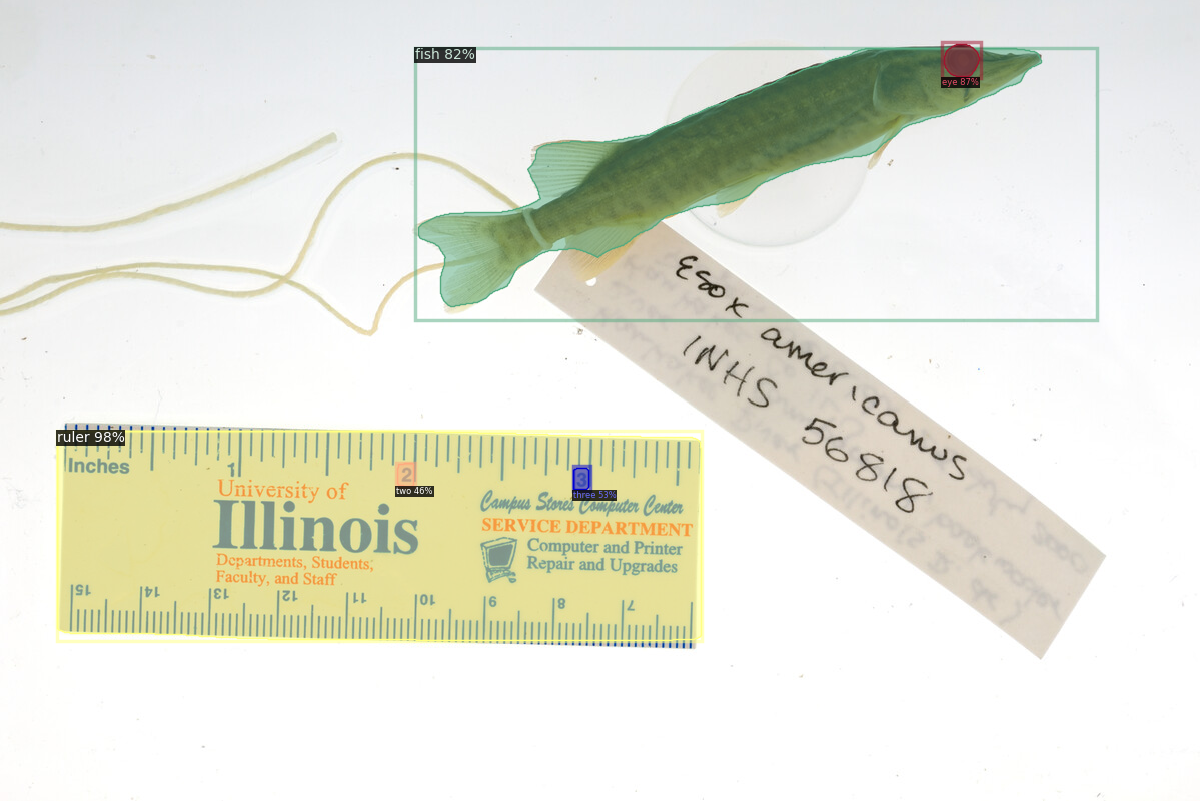 fish 82%
eye 87%
Esox americanus
INHS 56818
ruler 98%
Inches
1
2
3
two 46%
three 53%
University of
Illinois
Departments, Students,
Faculty, and Staff
Campus Stores Computer Center
SERVICE DEPARTMENT
Computer and Printer
Repair and Upgrades
15 14 13 12 11 10 9 8 7